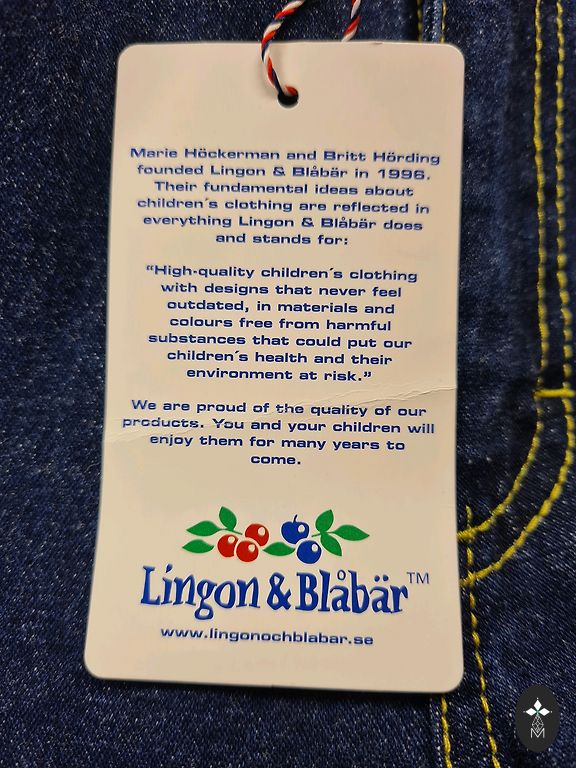 Marie Höckerman and Britt Hörding
founded Lingon & Blåbär in 1996.
Their fundamental ideas about
children´s clothing are reflected in
everything Lingon & Blåbär does
and stands for:
“High-quality children´s clothing
with designs that never feel
outdated, in materials and
colours free from harmful
substances that could put our
children´s health and their
environment at risk.”
We are proud of the quality of our
products. You and your children will
enjoy them for many years to
come.
Lingon & Blåbär™
www.lingonochblabar.se
M